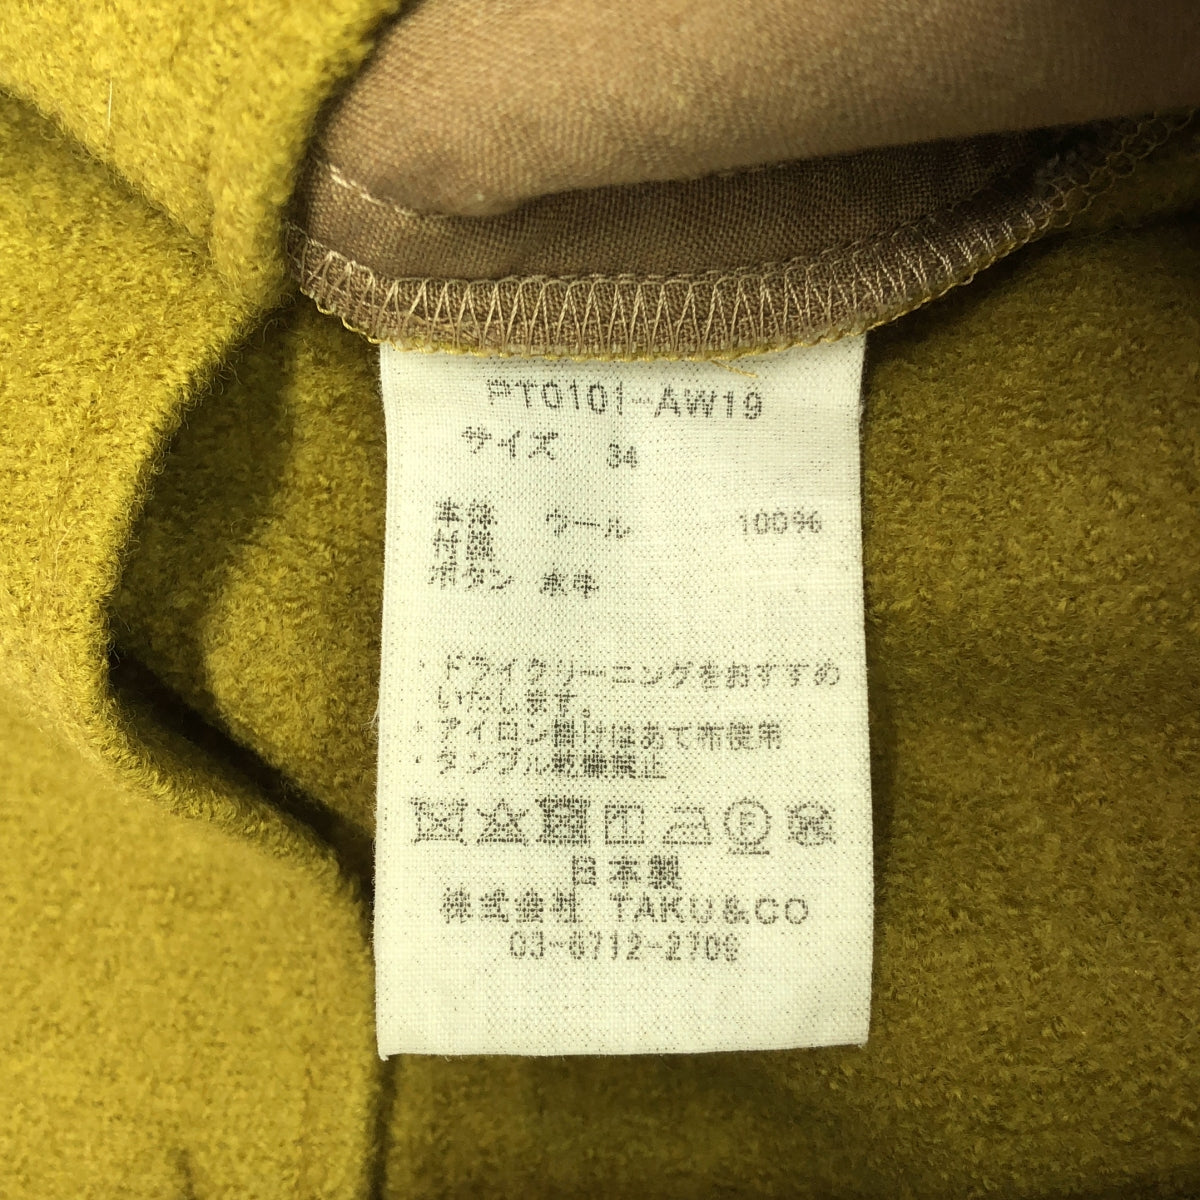 PT0101-AW19
サイズ 34
本体 ウール 100%
付属
ボタン 水牛
・ドライクリーニングをおすすめ
いたします。
・アイロン掛けはあて布使用
・タンブル乾燥禁止
日本製
株式会社 TAKU&CO
03-6712-2709